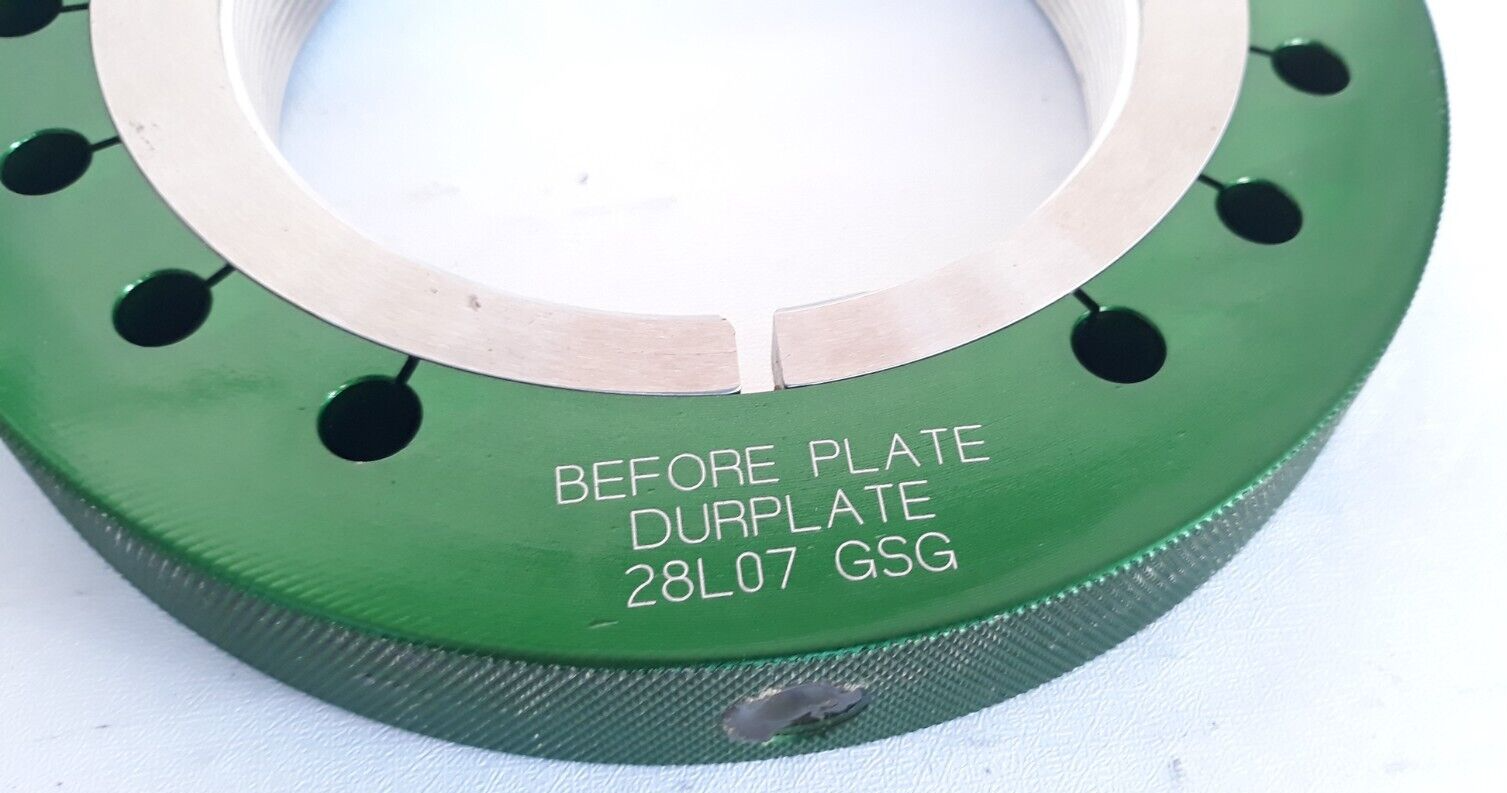 BEFORE PLATE
DURPLATE
28L07 GSG